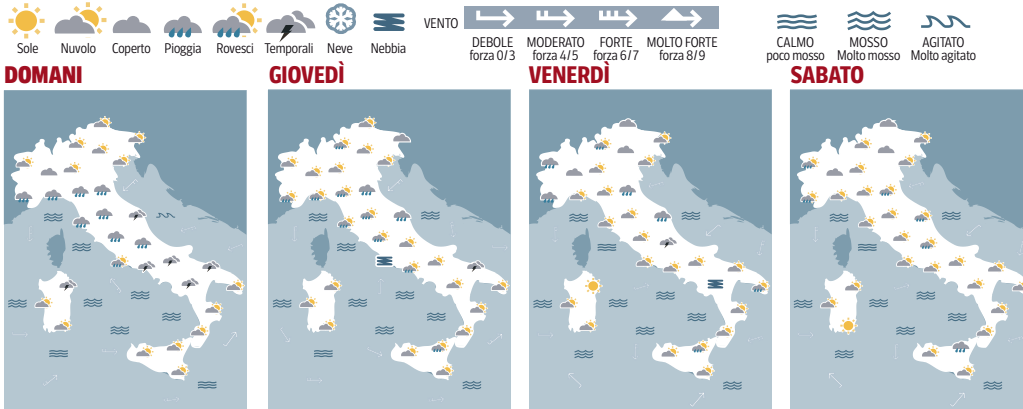 Sole Nuvolo Coperto Pioggia Rovesci Temporali Neve Nebbia
VENTO
DEBOLE
forza 0/3
MODERATO
forza 4/5
FORTE
forza 6/7
MOLTO FORTE
forza 8/9
CALMO
poco mosso
MOSSO
Molto mosso
AGITATO
Molto agitato
DOMANI
GIOVEDÌ
VENERDÌ
SABATO